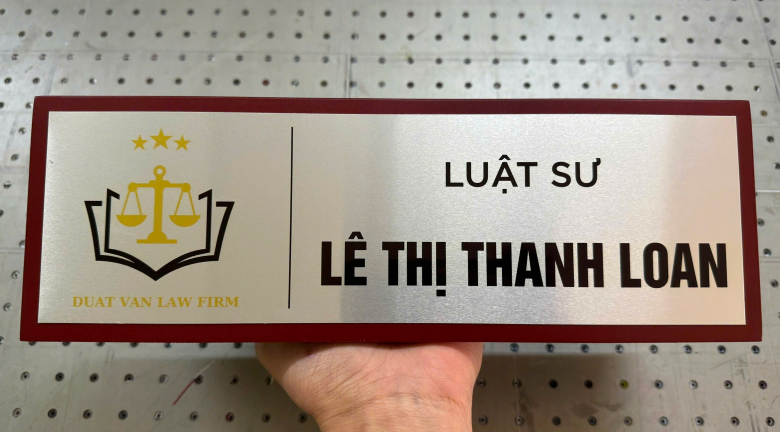 DUAT VAN LAW FIRM
LUẬT SƯ
LÊ THỊ THANH LOAN